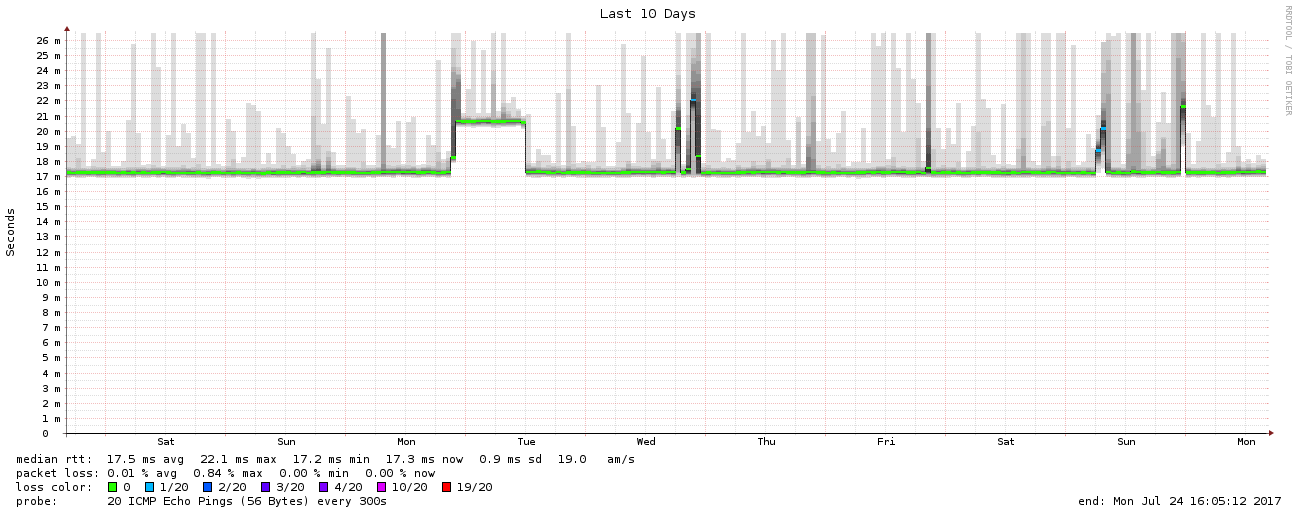 Last 10 Days
RRDTOOL / TOBI OETIKER
26 m
25 m
24 m
23 m
22 m
21 m
20 m
19 m
18 m
17 m
16 m
15 m
14 m
13 m
12 m
11 m
10 m
9 m
8 m
7 m
6 m
5 m
4 m
3 m
2 m
1 m
0
Seconds
Sat Sun Mon Tue Wed Thu Fri Sat Sun Mon
median rtt: 17.5 ms avg 22.1 ms max 17.2 ms min 17.3 ms now 0.9 ms sd 19.0 am/s
packet loss: 0.01 % avg 0.84 % max 0.00 % min 0.00 % now
loss color: 0 1/20 2/20 3/20 4/20 10/20 19/20
probe: 20 ICMP Echo Pings (56 Bytes) every 300s end: Mon Jul 24 16:05:12 2017